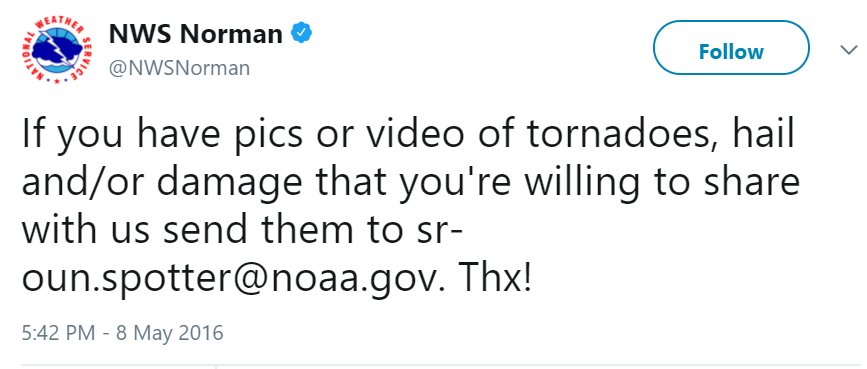 NATIONAL WEATHER SERVICE
NWS Norman
@NWSNorman
Follow
If you have pics or video of tornadoes, hail
and/or damage that you're willing to share
with us send them to sr-
oun.spotter@noaa.gov. Thx!
5:42 PM - 8 May 2016